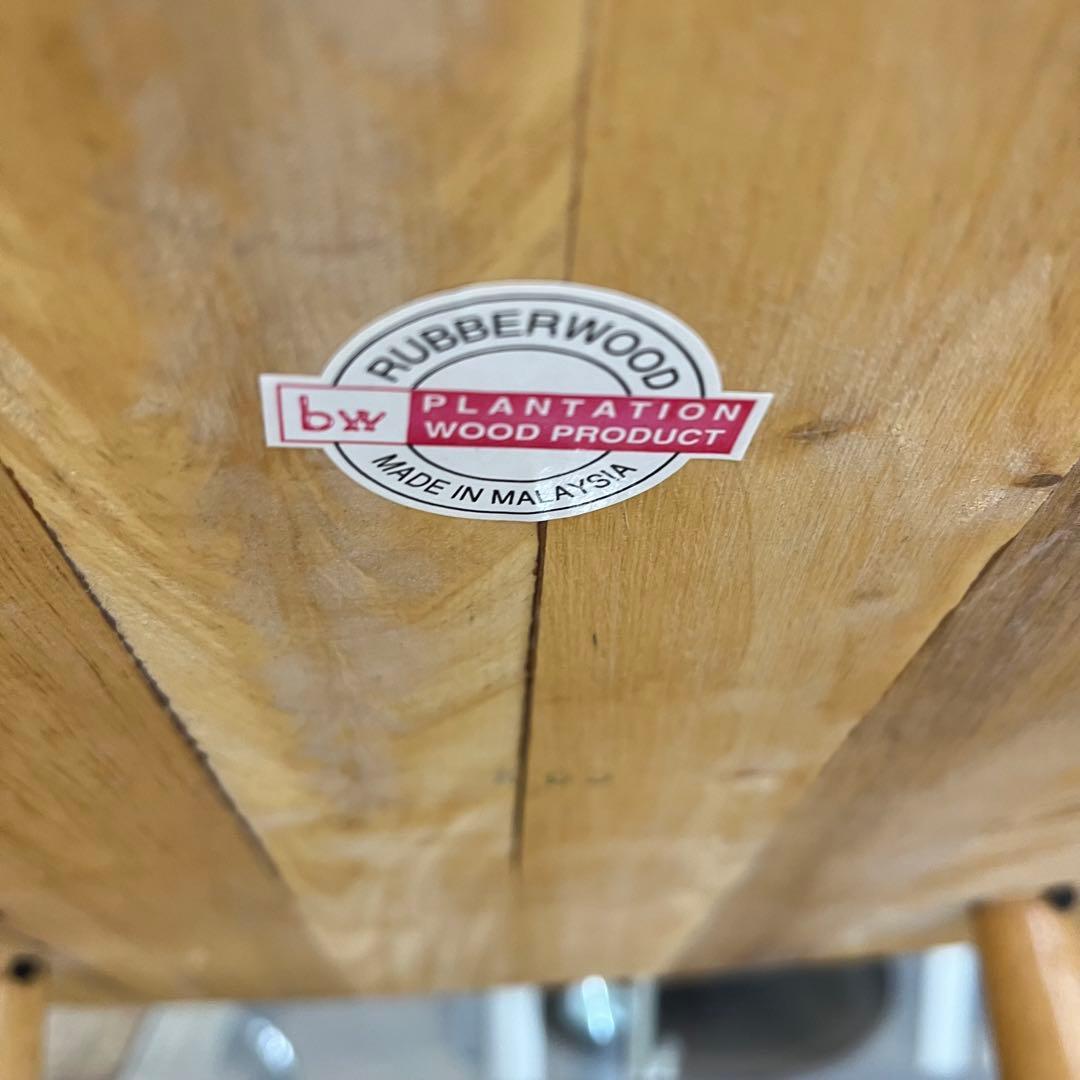 RUBBERWOOD
bw
PLANTATION
WOOD PRODUCT
MADE IN MALAYSIA